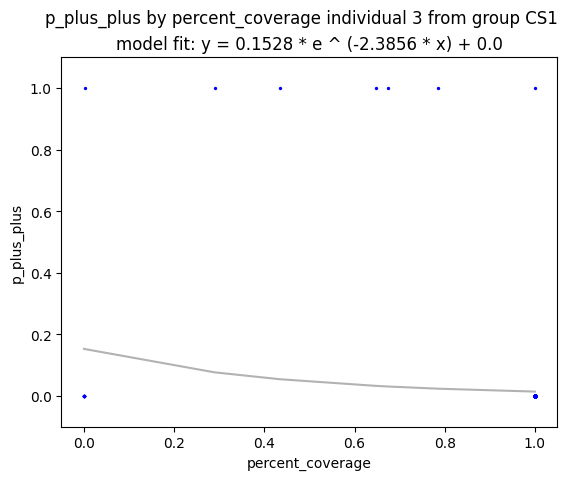 p_plus_plus by percent_coverage individual 3 from group CS1
model fit: y = 0.1528 * e ^ (-2.3856 * x) + 0.0
1.0
0.8
0.6
0.4
0.2
0.0
p_plus_plus
0.0 0.2 0.4 0.6 0.8 1.0
percent_coverage